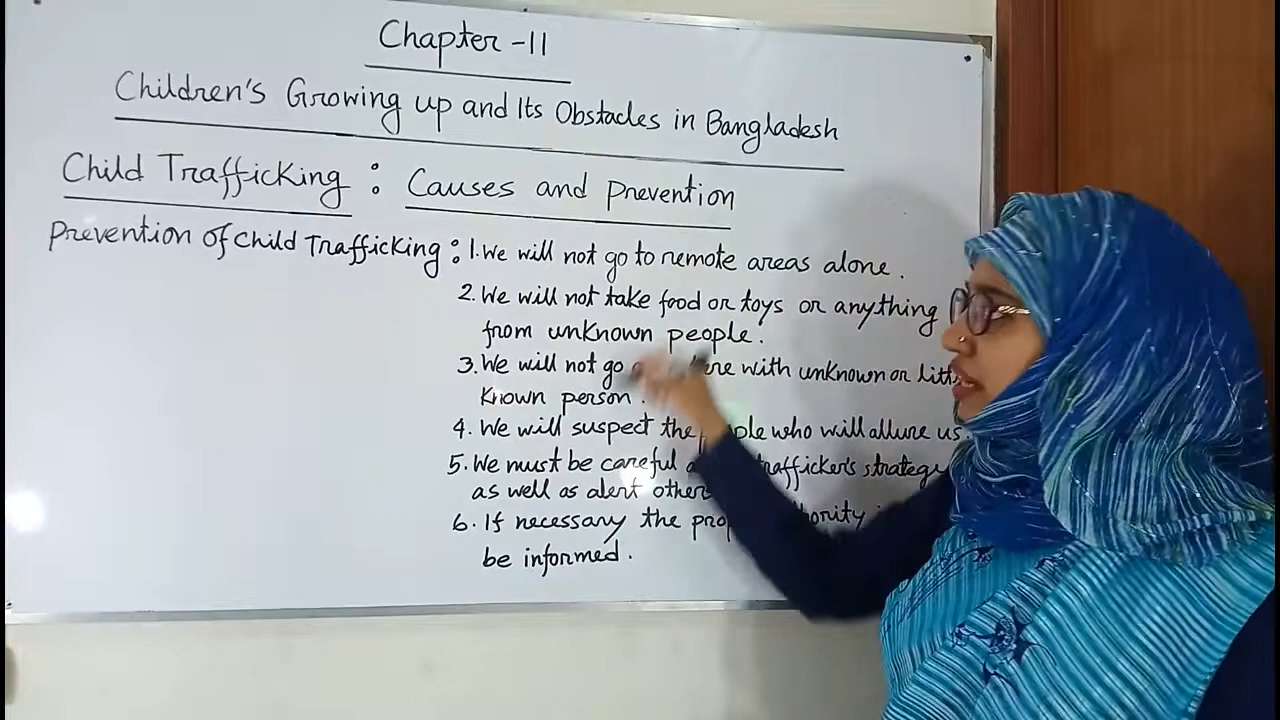 Chapter -11
Children's Growing up and Its Obstacles in Bangladesh
Child Trafficking : Causes and Prevention
Prevention of Child Trafficking : 1. We will not go to remote areas alone.
2. We will not take food or toys or anything
from unknown people.
3. We will not go with unknown or
known person.
4. We will suspect the who will allure us.
5. We must be careful trafficker's strategy
as well as alert
6. If necessary the
be informed.